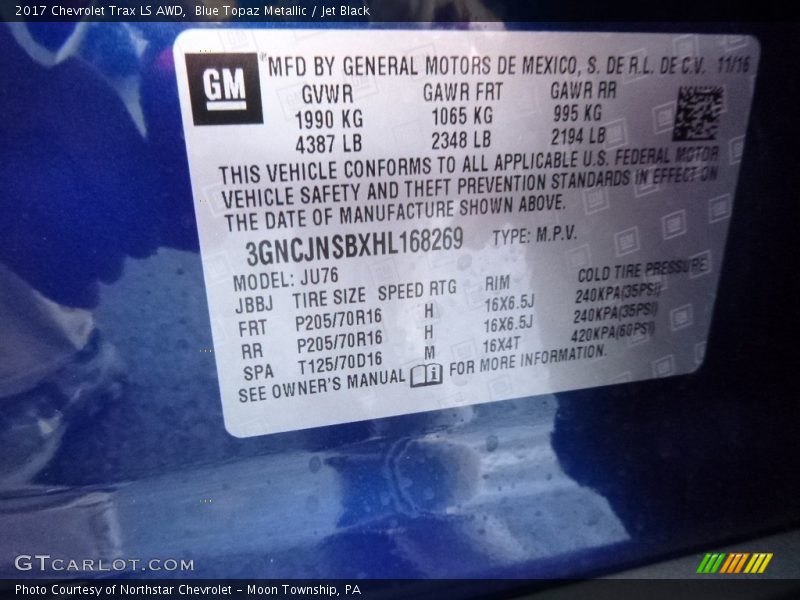 2017 Chevrolet Trax LS AWD, Blue Topaz Metallic / Jet Black
GM
MFD BY GENERAL MOTORS DE MEXICO, S. DE R.L. DE C.V. 11/16
GVWR GAWR FRT GAWR RR
1990 KG 1065 KG 995 KG
4387 LB 2348 LB 2194 LB
THIS VEHICLE CONFORMS TO ALL APPLICABLE U.S. FEDERAL MOTOR
VEHICLE SAFETY AND THEFT PREVENTION STANDARDS IN EFFECT ON
THE DATE OF MANUFACTURE SHOWN ABOVE.
3GNCJNSBXHL168269 TYPE: M.P.V.
MODEL: JU76
JBBJ TIRE SIZE SPEED RTG RIM COLD TIRE PRESSURE
FRT P205/70R16 H 16X6.5J 240KPA(35PSI)
RR P205/70R16 H 16X6.5J 240KPA(35PSI)
SPA T125/70D16 M 16X4T 420KPA(60PSI)
SEE OWNER'S MANUAL FOR MORE INFORMATION.
GTCARLOT.COM
Photo Courtesy of Northstar Chevrolet – Moon Township, PA